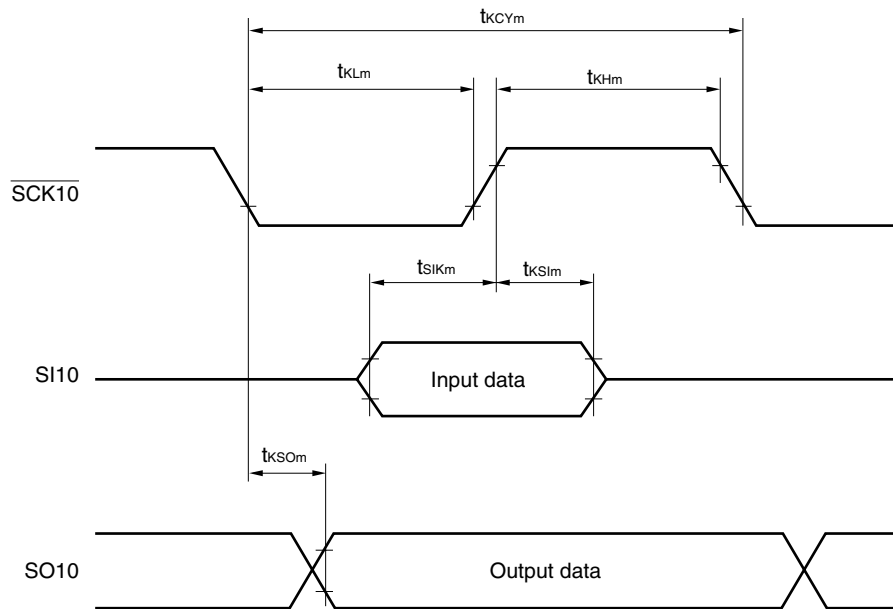 tKCYm
tKLm
tKHm
SCK10
tSIKm
tKSIm
SI10
Input data
tKSOm
SO10
Output data